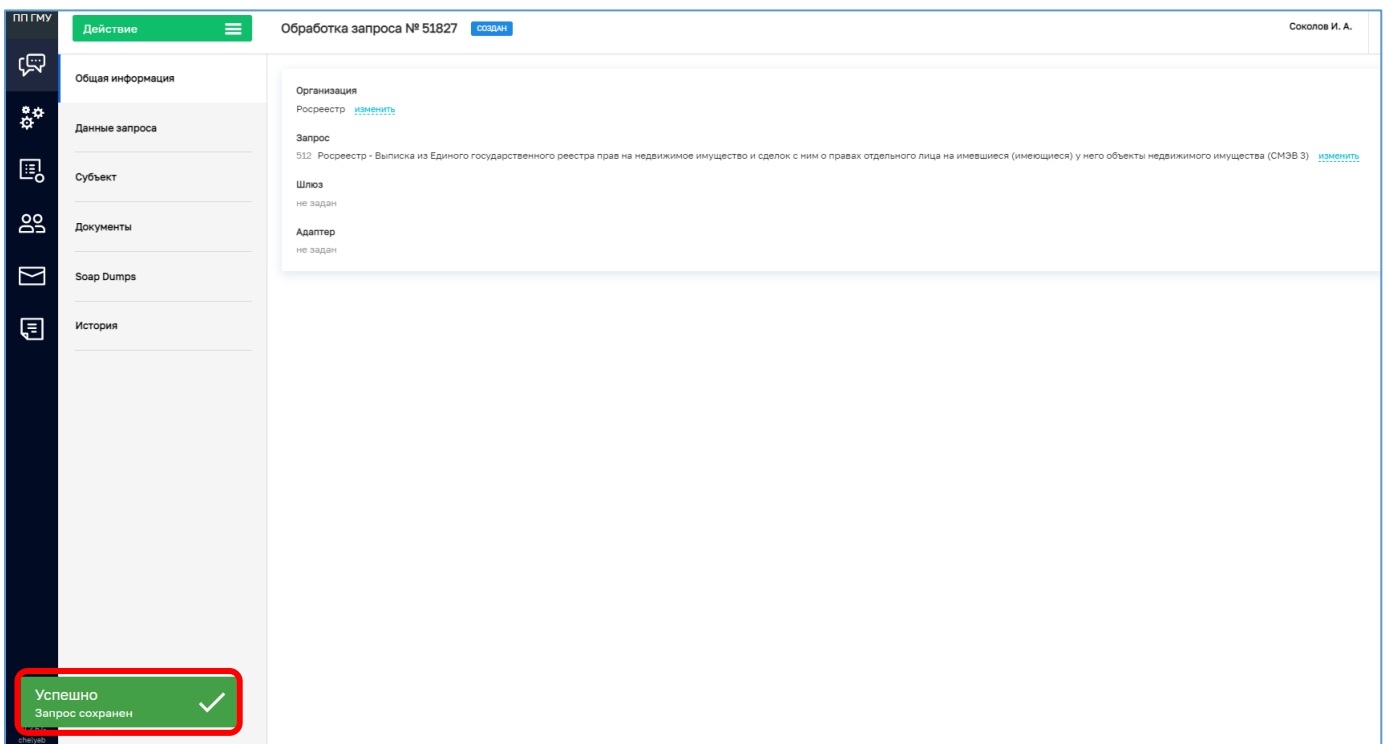 ПП ГМУ
Действие
Обработка запроса № 51827 СОЗДАН
Соколов И. А.
Общая информация
Данные запроса
Субъект
Документы
Soap Dumps
История
Организация
Росреестр изменить
Запрос
512 Росреестр - Выписка из Единого государственного реестра прав на недвижимое имущество и сделок с ним о правах отдельного лица на имевшиеся (имеющиеся) у него объекты недвижимого имущества (СМЭВ 3) изменить
Шлюз
не задан
Адаптер
не задан
Успешно
Запрос сохранен
chelyab